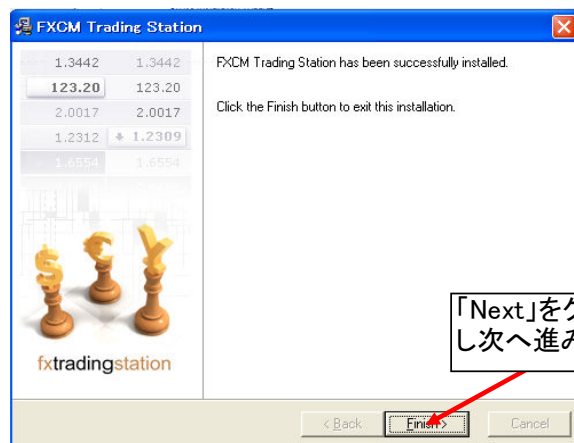 FXCM Trading Station
1.3442 1.3442
123.20 123.20
2.0017 2.0017
1.2312 1.2309
1.6554 1.6554
$ € ¥
fxtradingstation
FXCM Trading Station has been successfully installed.
Click the Finish button to exit this installation.
「Next」を
し次へ進み
< Back Finish > Cancel